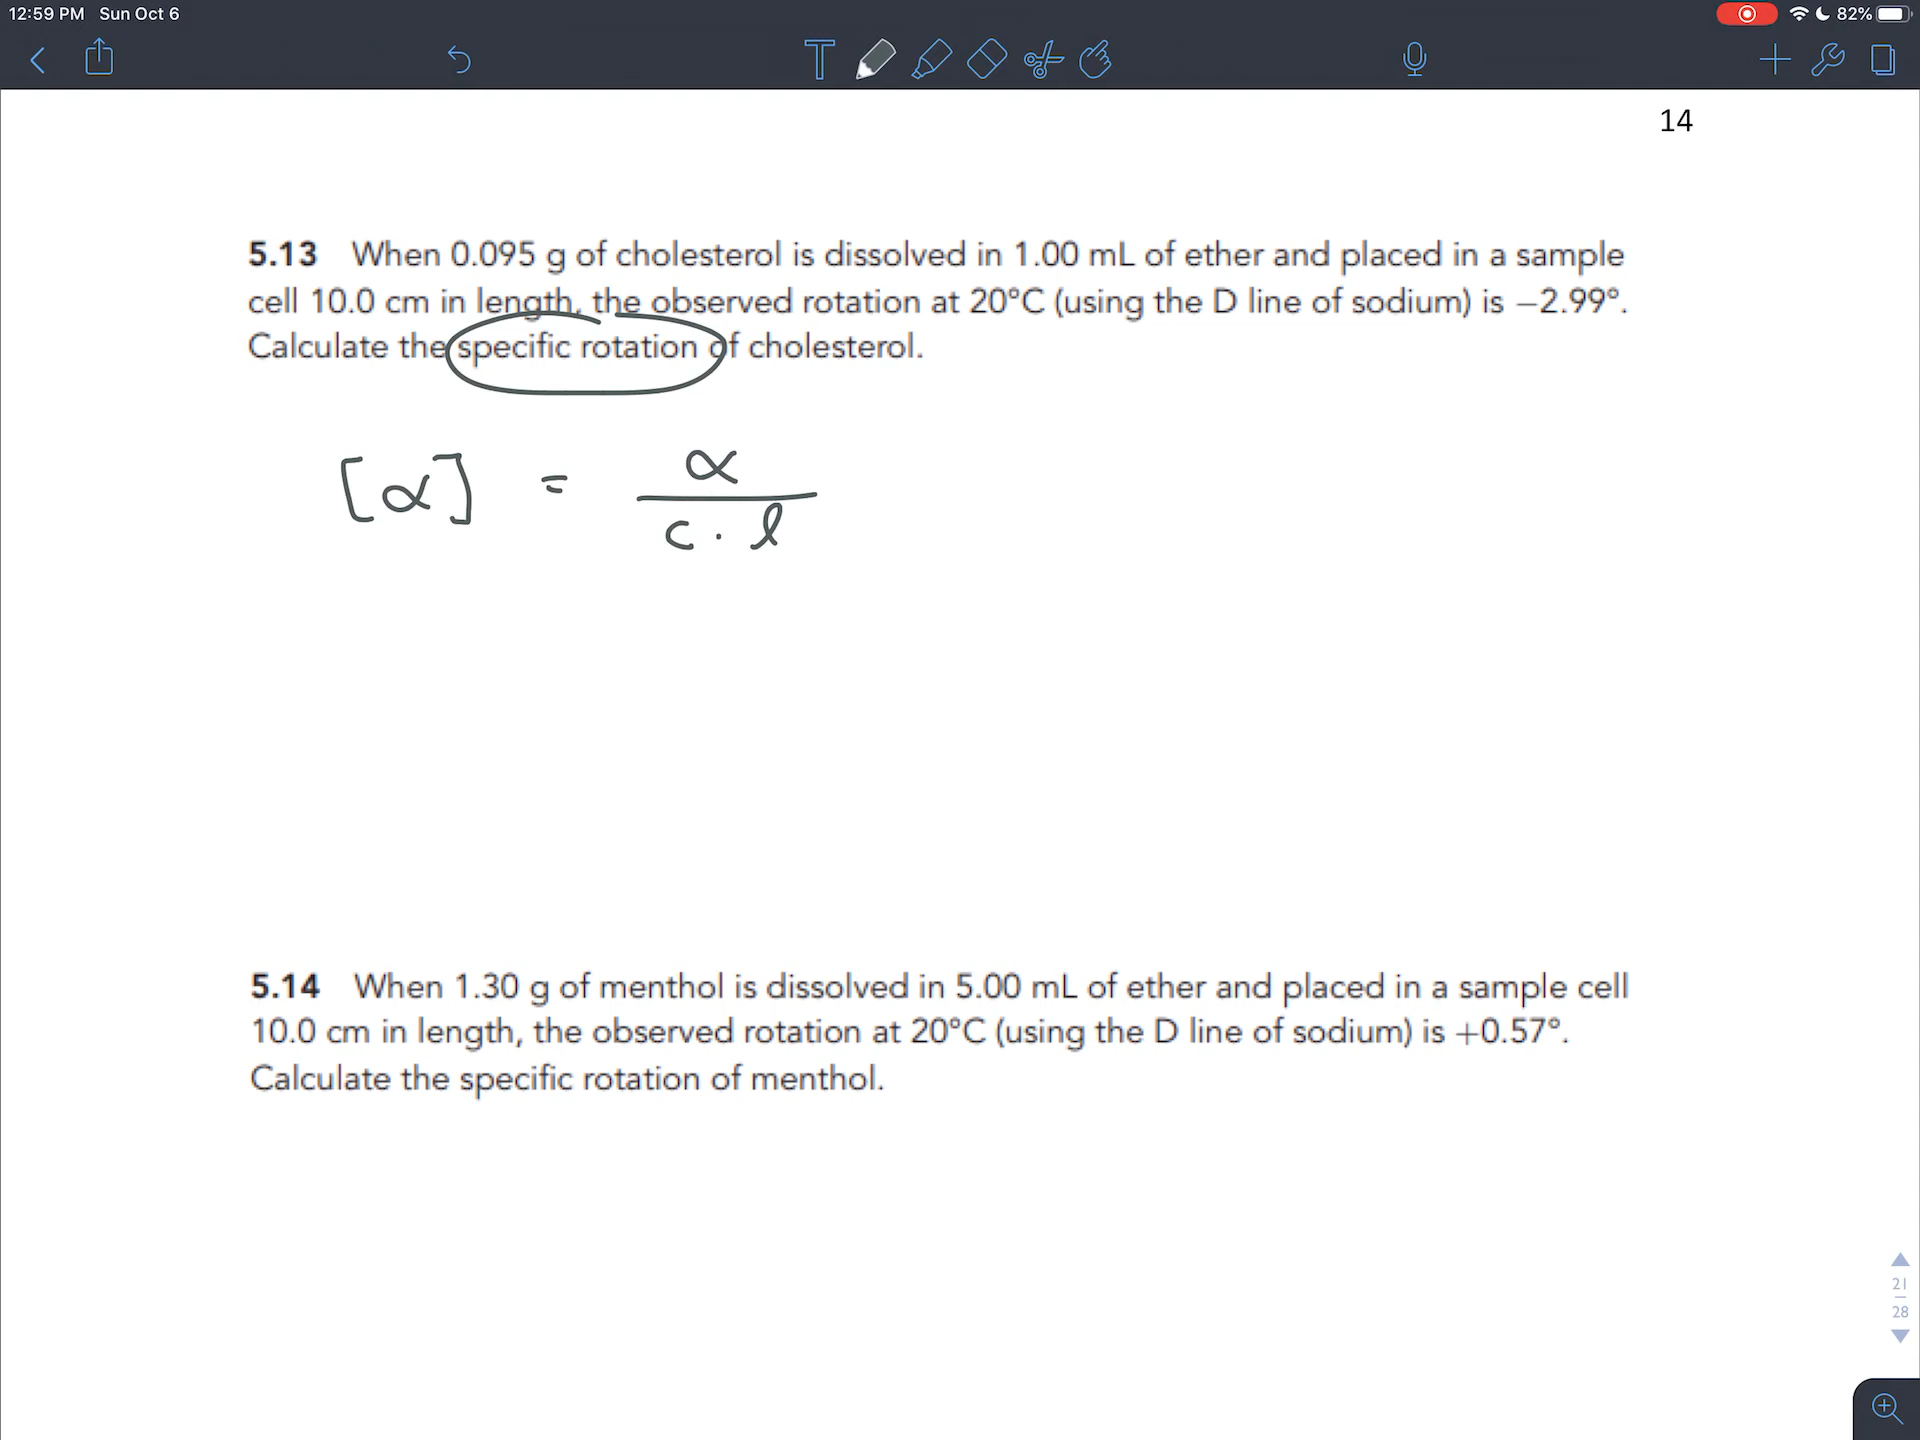 12:59 PM Sun Oct 6
82%
T
14
5.13 When 0.095 g of cholesterol is dissolved in 1.00 mL of ether and placed in a sample
cell 10.0 cm in length, the observed rotation at 20°C (using the D line of sodium) is −2.99°.
Calculate the specific rotation of cholesterol.
[α] = α
c · l
5.14 When 1.30 g of menthol is dissolved in 5.00 mL of ether and placed in a sample cell
10.0 cm in length, the observed rotation at 20°C (using the D line of sodium) is +0.57°.
Calculate the specific rotation of menthol.
21
28